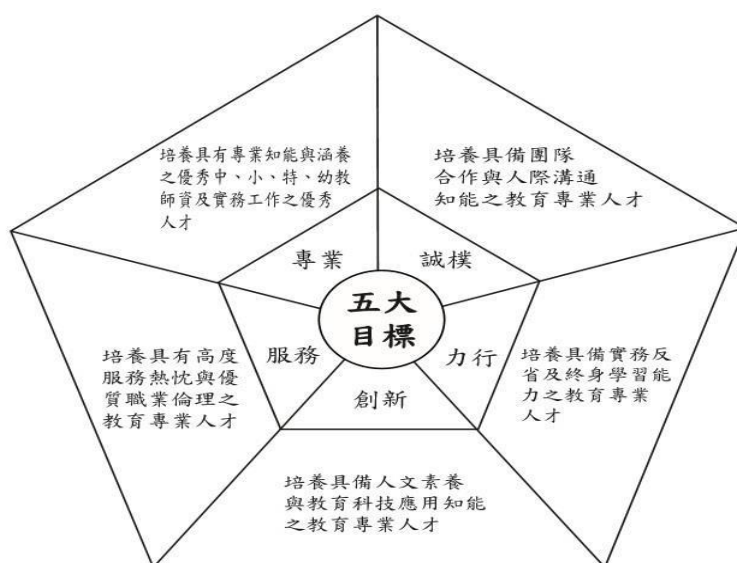 培養具有專業知能與涵養
之優秀中、小、特、幼教
師資及實務工作之優秀
人才
培養具備團隊
合作與人際溝通
知能之教育專業人才
專業
誠樸
五大
目標
服務
力行
創新
培養具有高度
服務熱忱與優
質職業倫理之
教育專業人才
培養具備實務反
省及終身學習能
力之教育專業
人才
培養具備人文素養
與教育科技應用知能
之教育專業人才